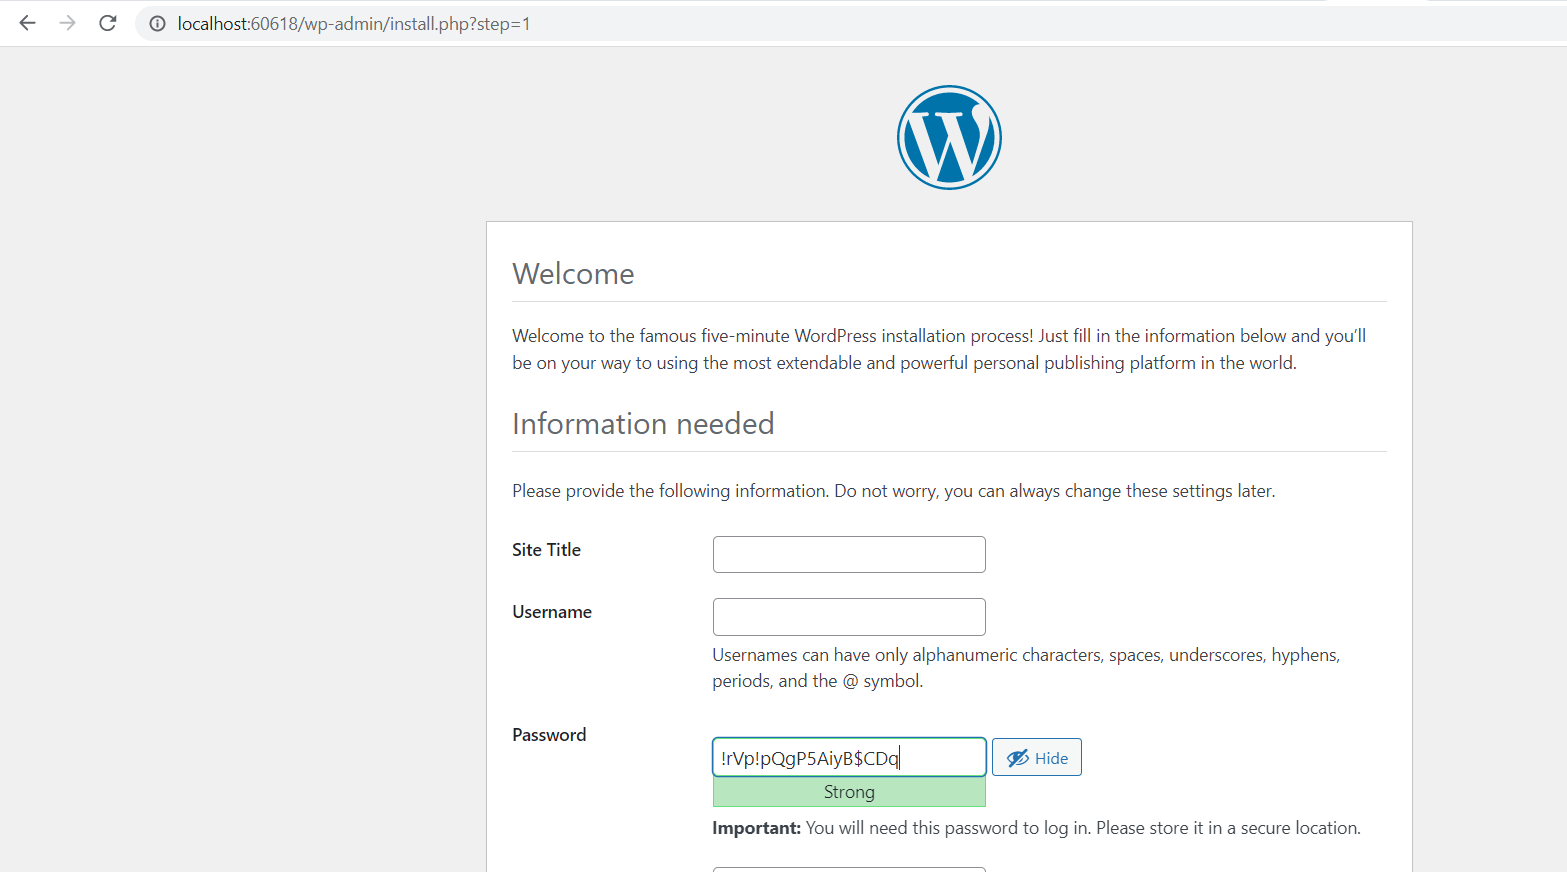 localhost:60618/wp-admin/install.php?step=1
Welcome
Welcome to the famous five-minute WordPress installation process! Just fill in the information below and you’ll
be on your way to using the most extendable and powerful personal publishing platform in the world.
Information needed
Please provide the following information. Do not worry, you can always change these settings later.
Site Title
Username
Usernames can have only alphanumeric characters, spaces, underscores, hyphens,
periods, and the @ symbol.
Password
!rVp!pQgP5AiyB$CDq Hide
Strong
Important: You will need this password to log in. Please store it in a secure location.